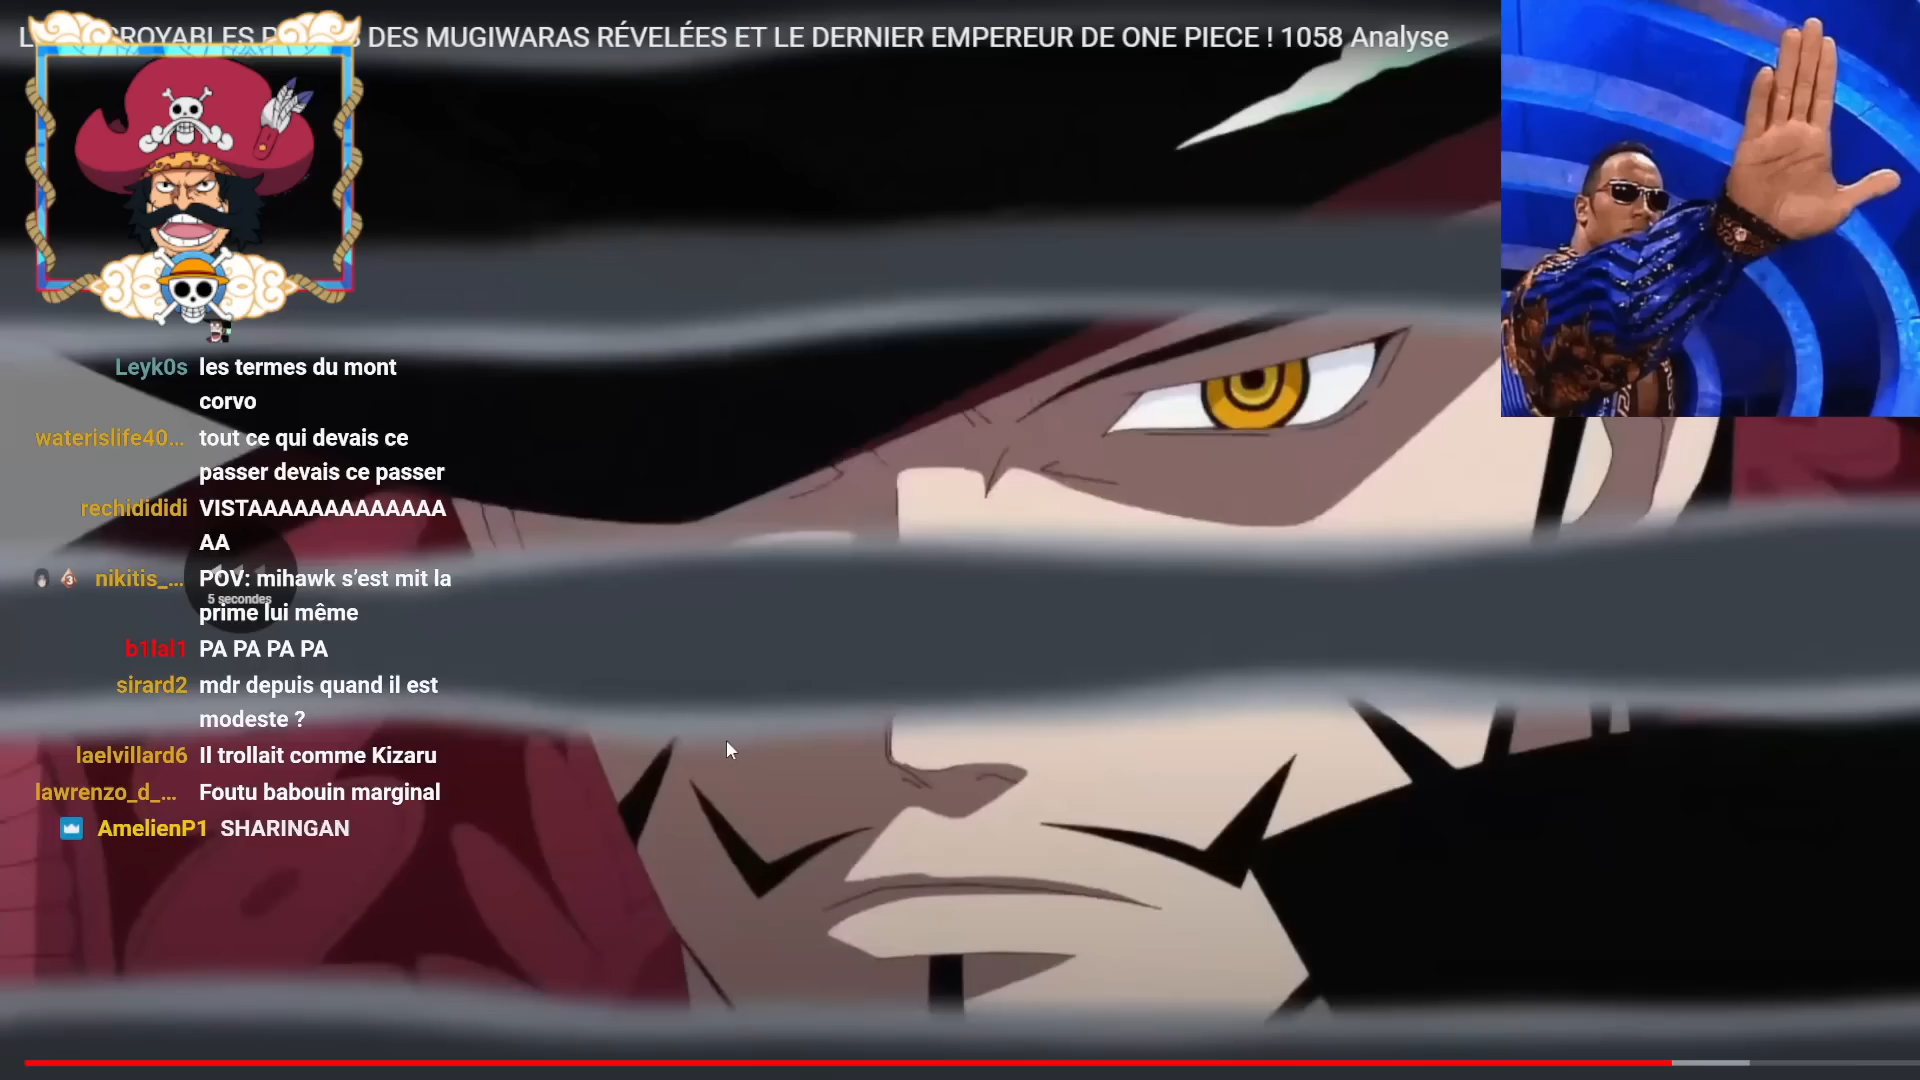 CROYABLES DES MUGIWARAS RÉVELÉES ET LE DERNIER EMPEREUR DE ONE PIECE ! 1058 Analyse
Leyk0s les termes du mont
corvo
waterislife40... tout ce qui devais ce
passer devais ce passer
rechidididi VISTAAAAAAAAAAAAA
AA
3 nikitis_... POV: mihawk s'est mit la
5 secondes
prime lui même
b1lal1 PA PA PA PA
sirard2 mdr depuis quand il est
modeste ?
laelvillard6 Il trollait comme Kizaru
lawrenzo_d_... Foutu babouin marginal
AmelienP1 SHARINGAN